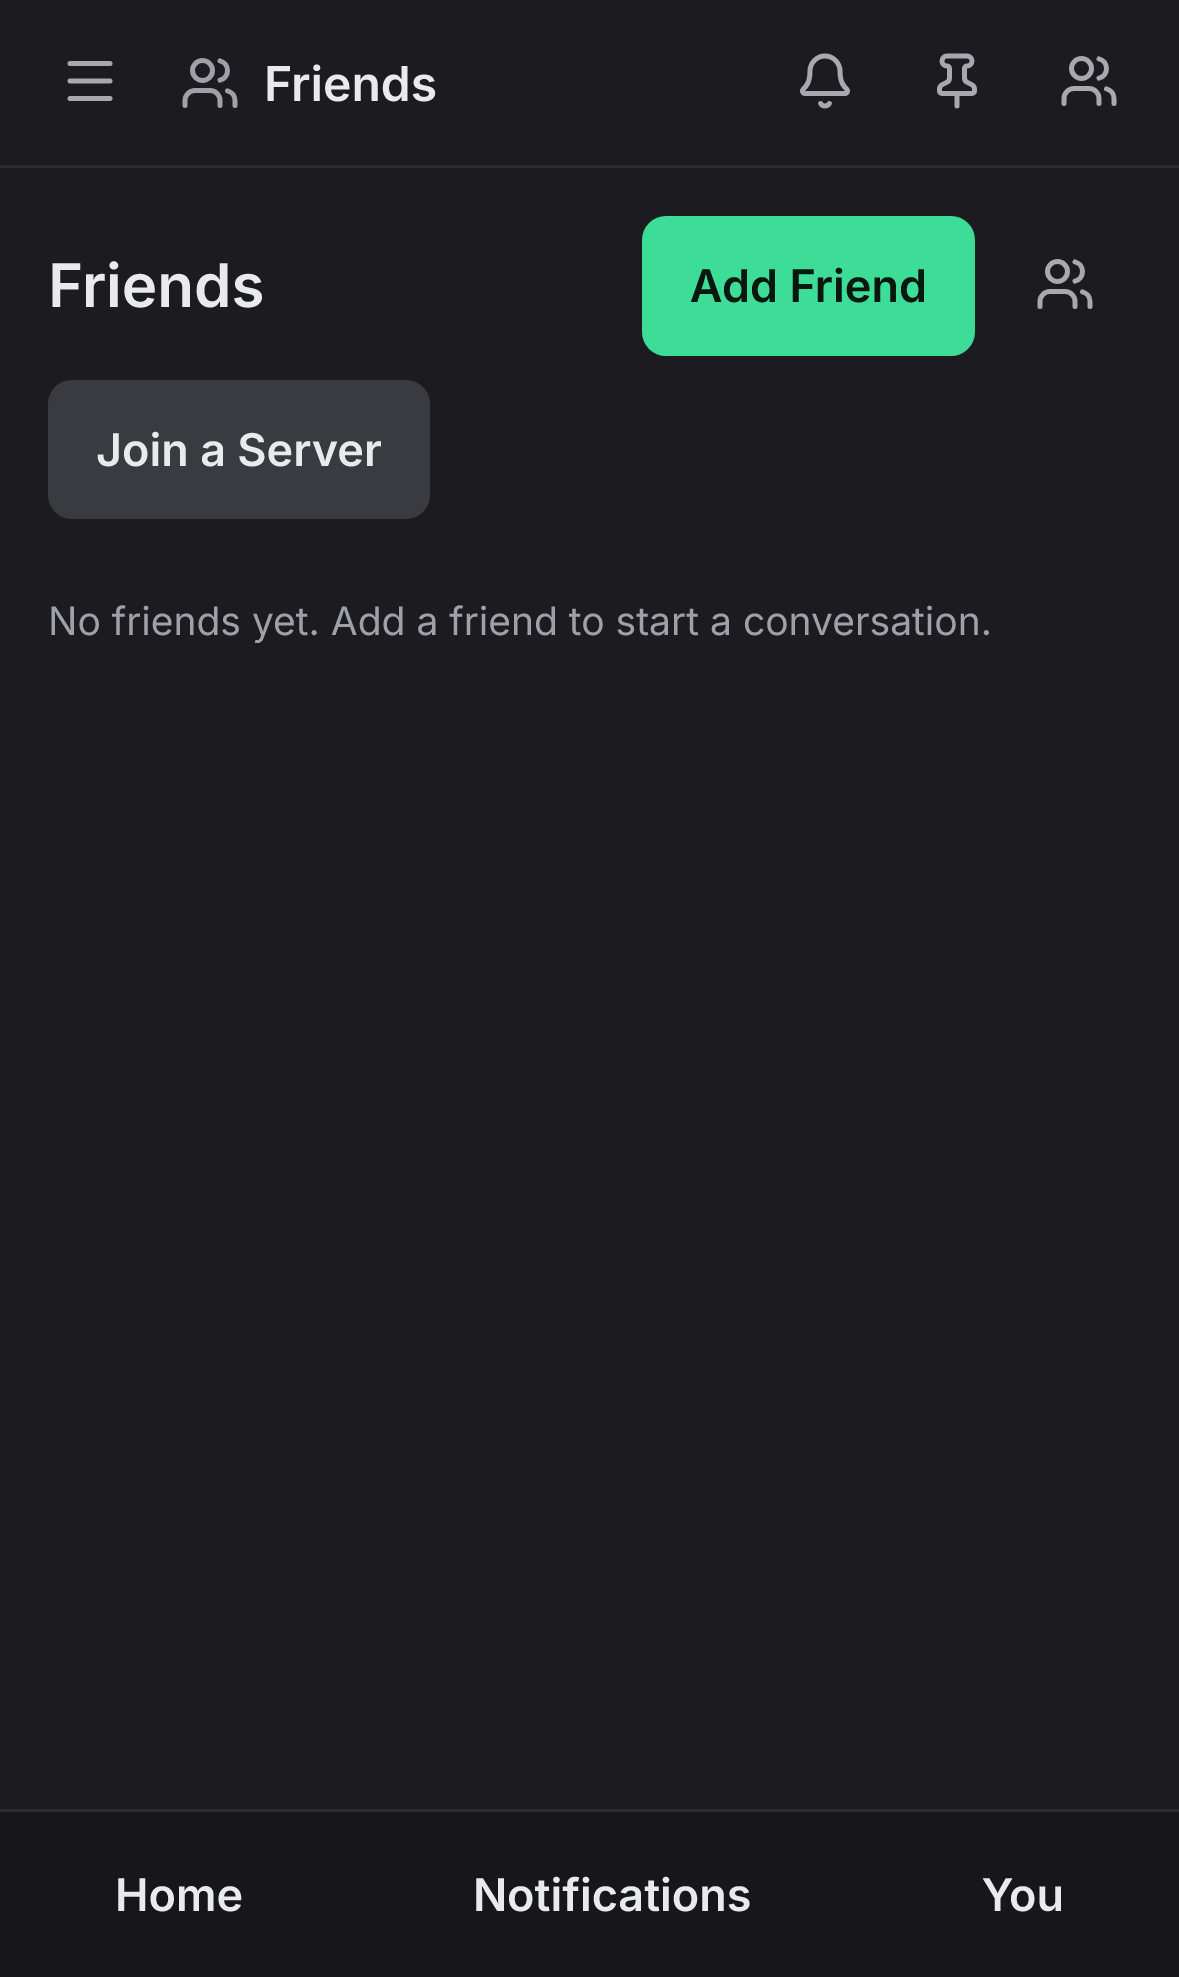 Friends
Friends
Add Friend
Join a Server
No friends yet. Add a friend to start a conversation.
Home
Notifications
You